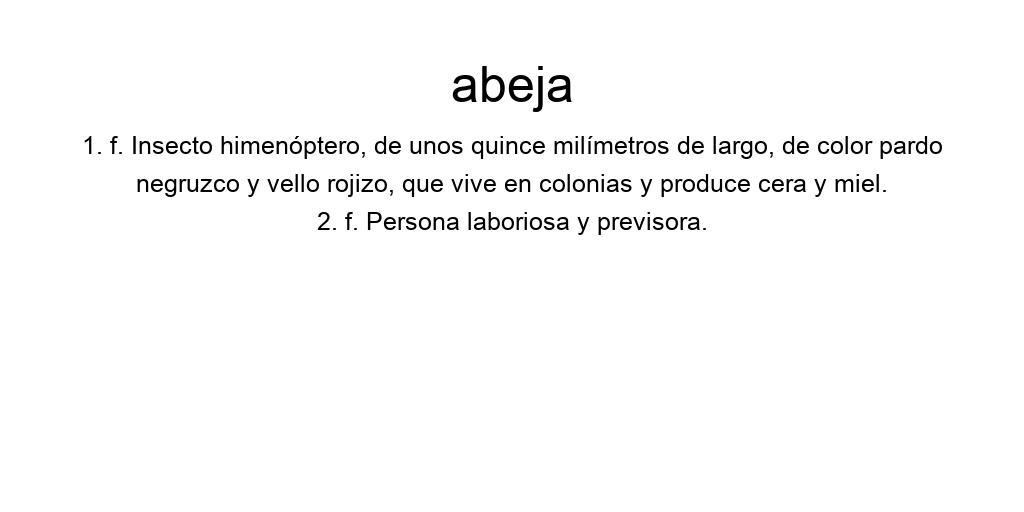 abeja
1. f. Insecto himenóptero, de unos quince milímetros de largo, de color pardo
negruzco y vello rojizo, que vive en colonias y produce cera y miel.
2. f. Persona laboriosa y previsora.